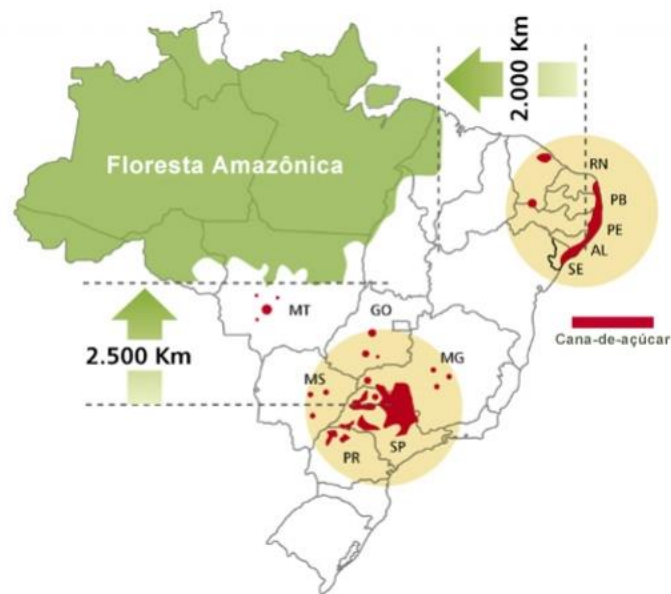 2.000 Km
Floresta Amazônica
RN
PB
PE
AL
SE
MT
GO
Cana-de-açúcar
2.500 Km
MS
MG
SP
PR